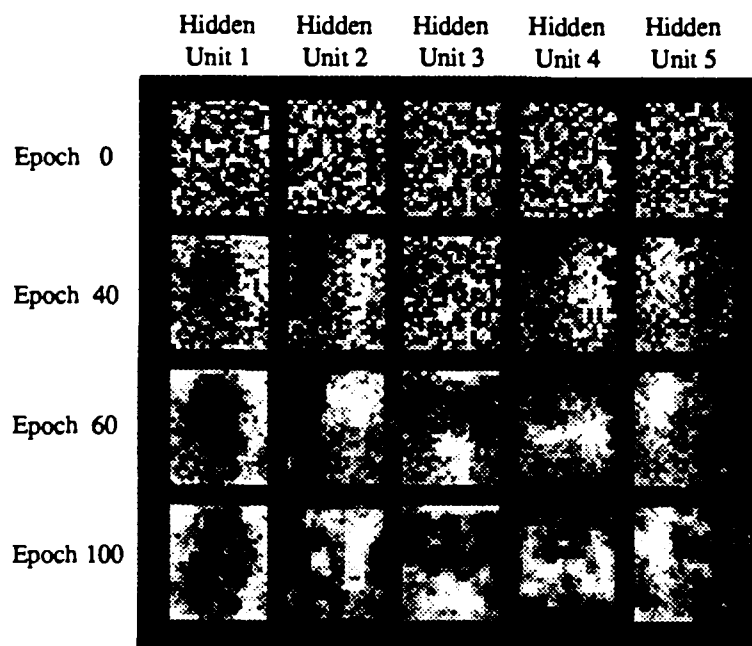 Hidden Hidden Hidden Hidden Hidden
Unit 1 Unit 2 Unit 3 Unit 4 Unit 5
Epoch 0
Epoch 40
Epoch 60
Epoch 100